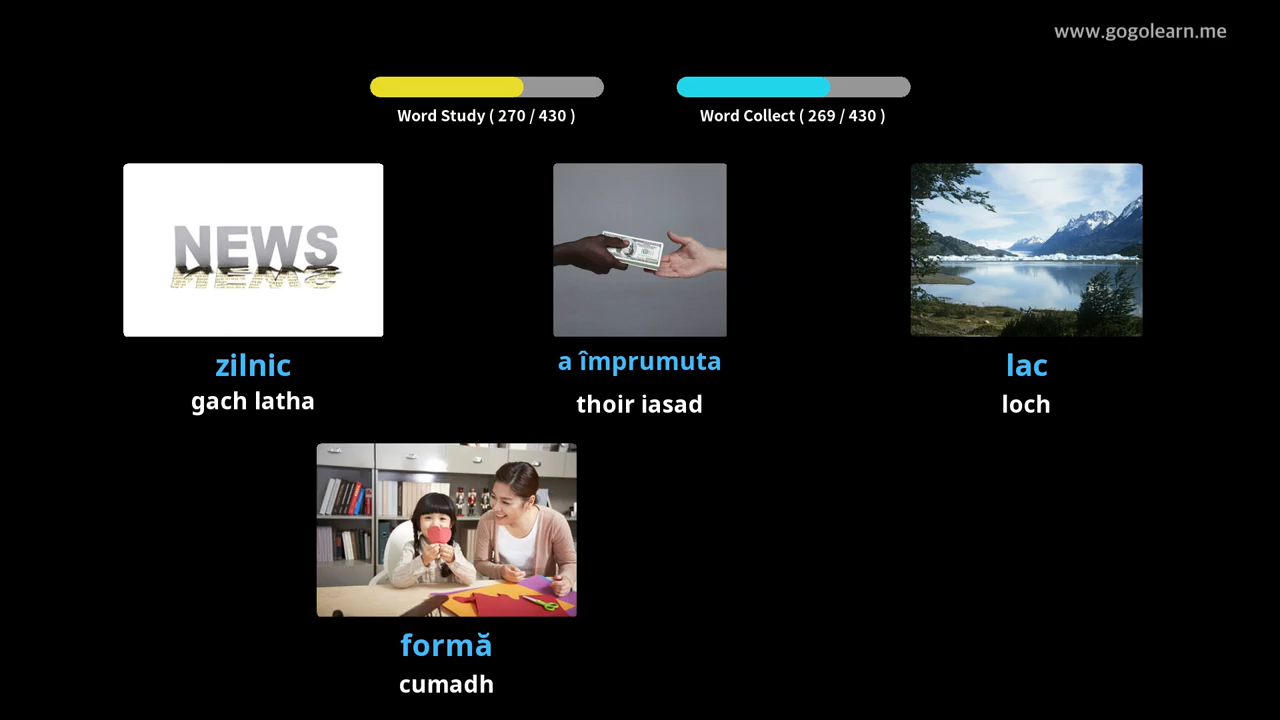 www.gogolearn.me
Word Study ( 270 / 430 )
Word Collect ( 269 / 430 )
NEWS
zilnic
gach latha
a împrumuta
thoir iasad
lac
loch
formă
cumadh